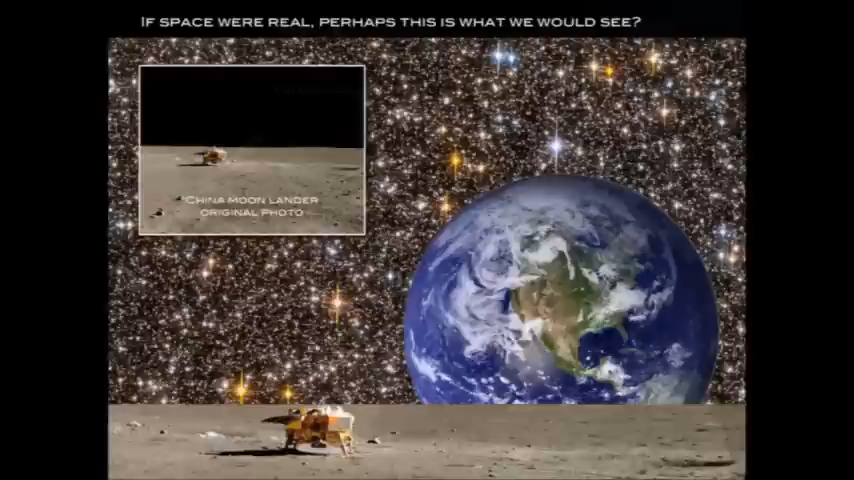 IF SPACE WERE REAL, PERHAPS THIS IS WHAT WE WOULD SEE?
*CHINA MOON LANDER
ORIGINAL PHOTO